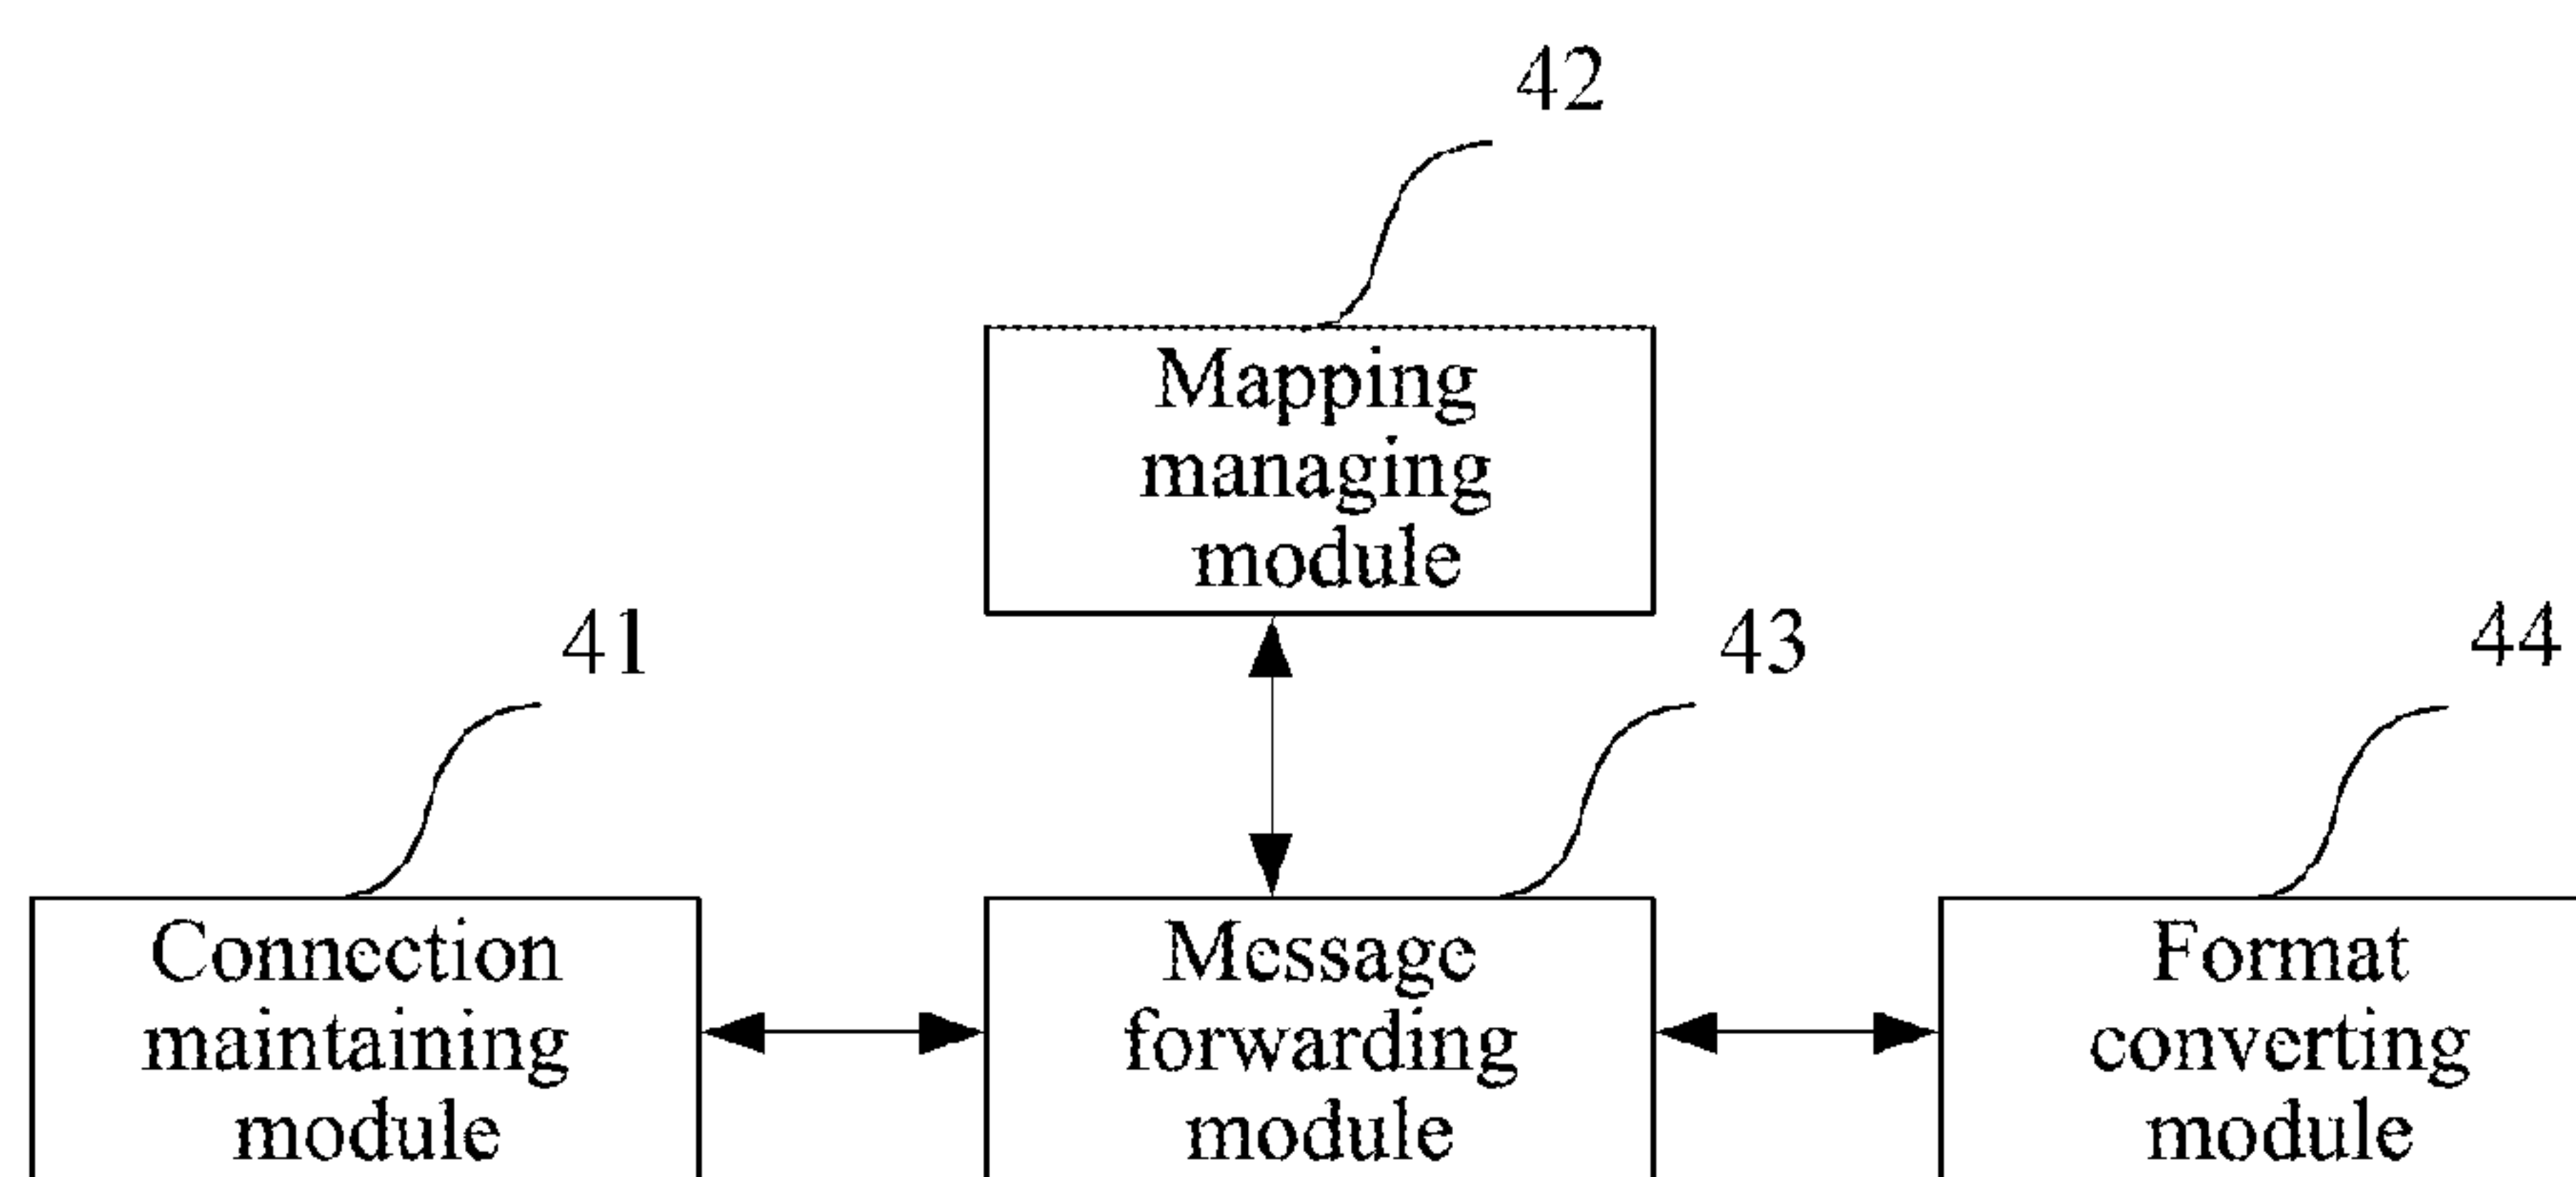 42
Mapping
managing
module
41
43
44
Connection
maintaining
module
Message
forwarding
module
Format
converting
module